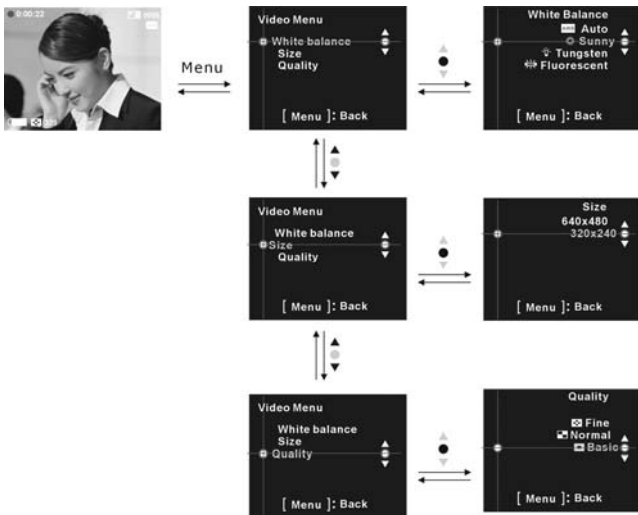 0:00:22
Menu
Video Menu
White balance
Size
Quality
[ Menu ]: Back
White Balance
Auto
Sunny
Tungsten
Fluorescent
[ Menu ]: Back
Video Menu
White balance
Size
Quality
[ Menu ]: Back
Size
640x480
320x240
[ Menu ]: Back
Video Menu
White balance
Size
Quality
[ Menu ]: Back
Quality
Fine
Normal
Basic
[ Menu ]: Back